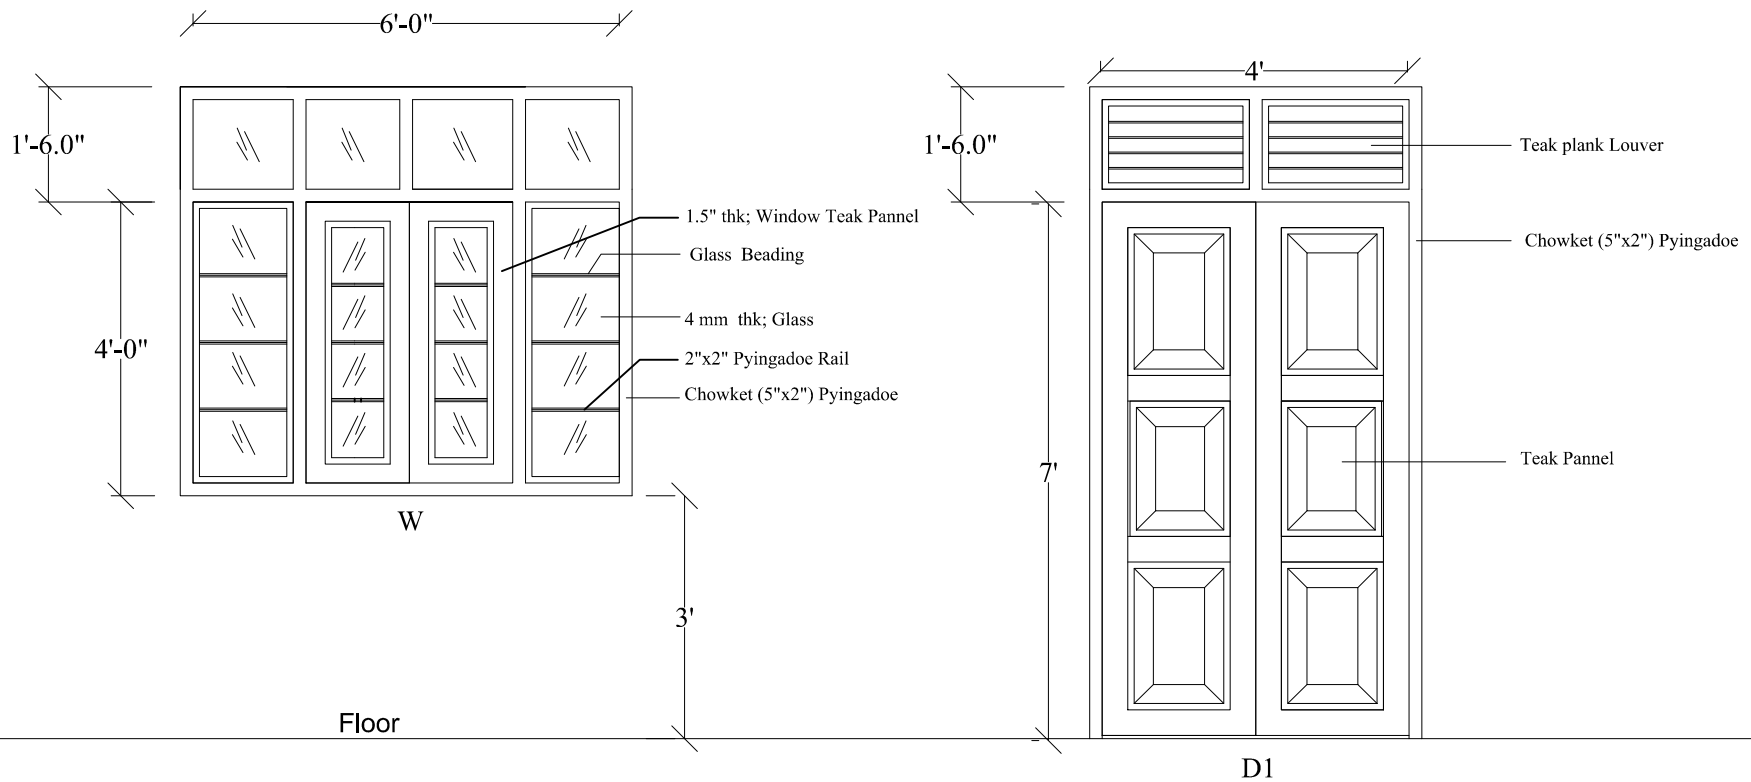 6'-0"
4'
1'-6.0"
1'-6.0"
Teak plank Louver
1.5" thk; Window Teak Pannel
Chowket (5"x2") Pyingadoe
Glass Beading
4 mm thk; Glass
4'-0"
2"x2" Pyingadoe Rail
Chowket (5"x2") Pyingadoe
Teak Pannel
7'
W
3'
Floor
D1